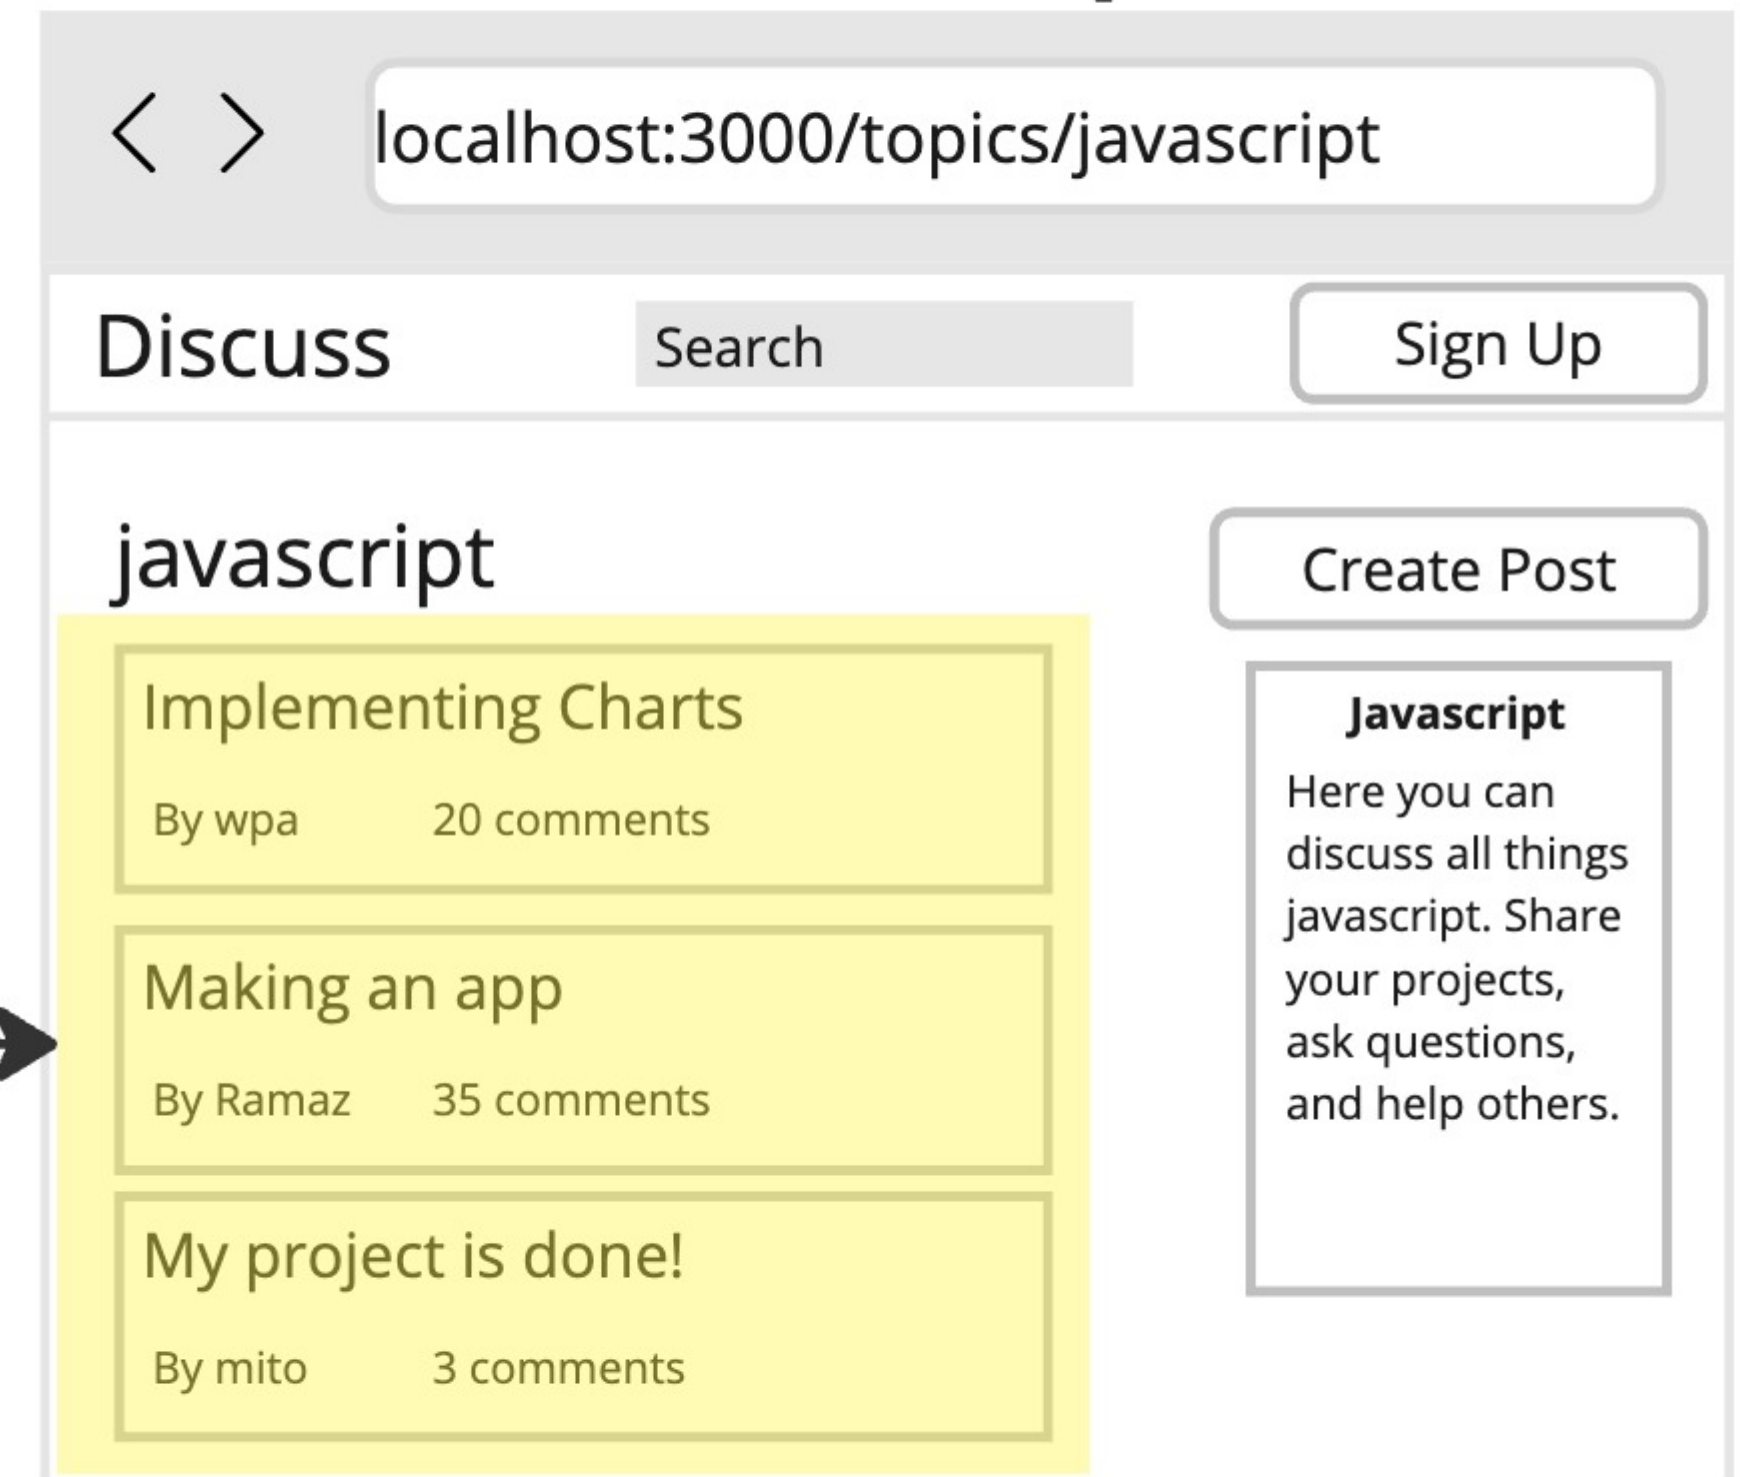 localhost:3000/topics/javascript
Discuss
Search
Sign Up
javascript
Create Post
Implementing Charts
By wpa 20 comments
Making an app
By Ramaz 35 comments
My project is done!
By mito 3 comments
Javascript
Here you can
discuss all things
javascript. Share
your projects,
ask questions,
and help others.